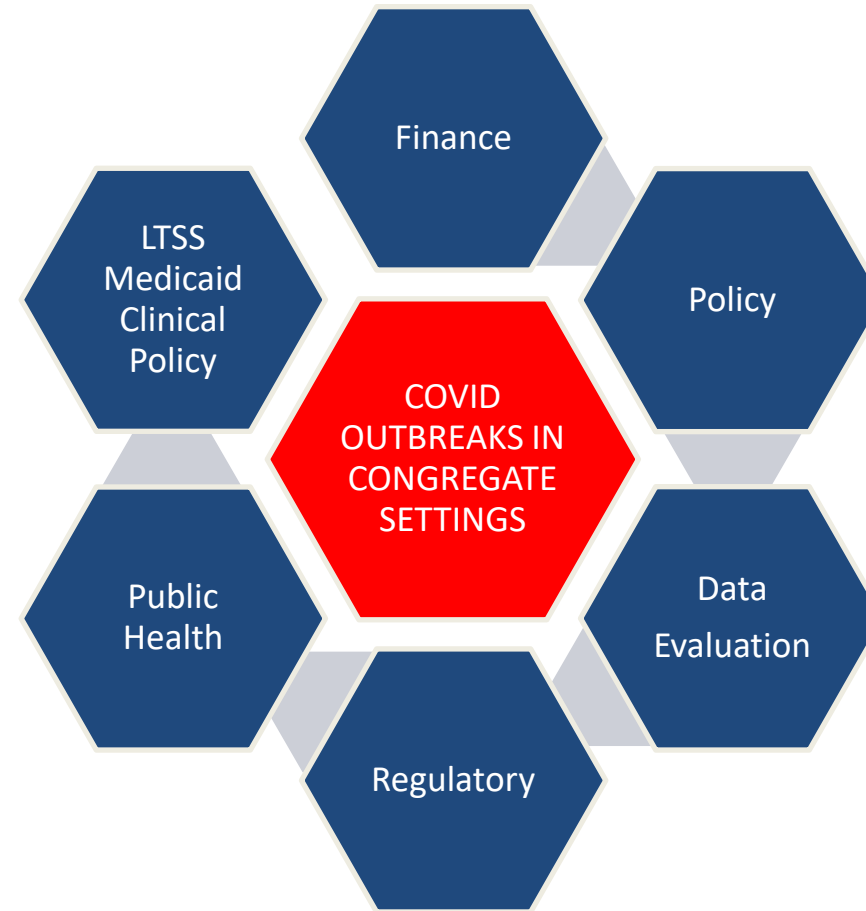 Finance
LTSS
Medicaid
Clinical
Policy
Policy
COVID
OUTBREAKS IN
CONGREGATE
SETTINGS
Public
Health
Data
Evaluation
Regulatory